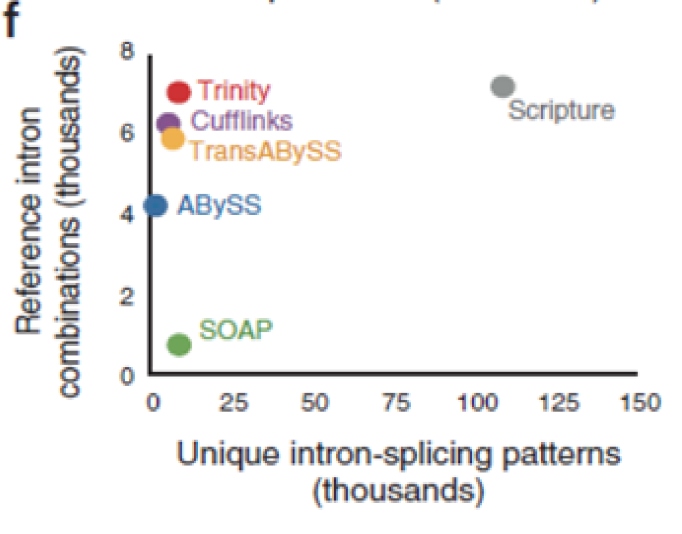 f
Reference intron
combinations (thousands)
8
6
4
2
0
Trinity
Cufflinks
TransABySS
ABySS
SOAP
Scripture
0 25 50 75 100 125 150
Unique intron-splicing patterns
(thousands)